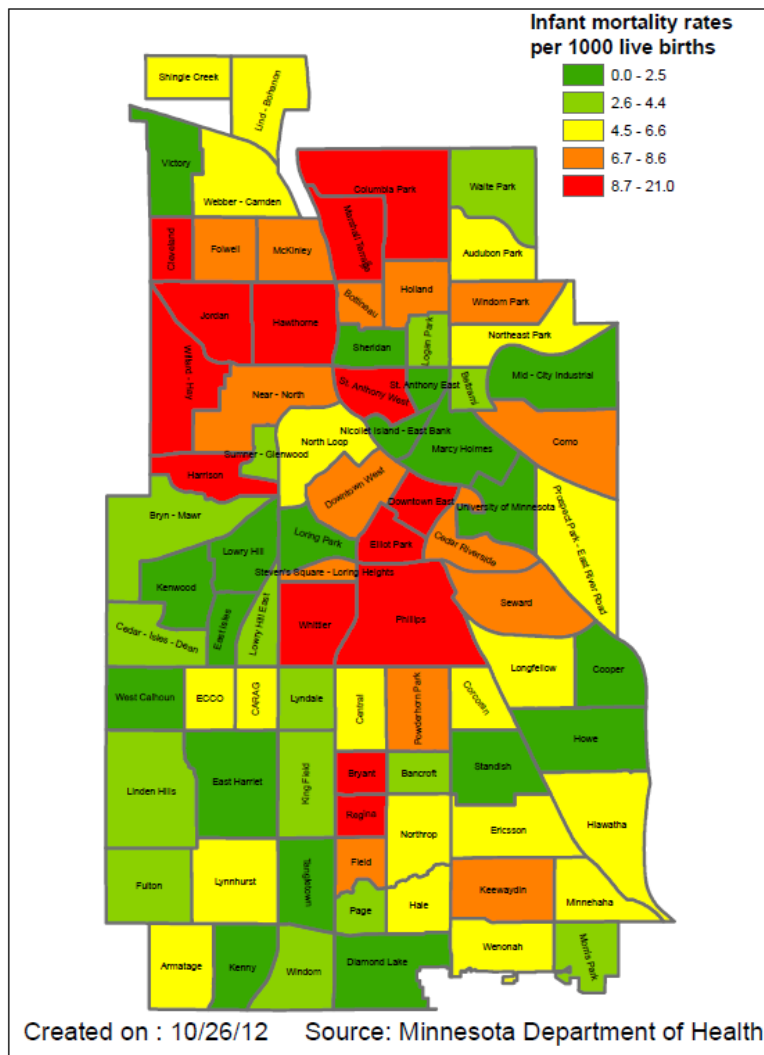 Infant mortality rates
per 1000 live births
0.0 - 2.5
2.6 - 4.4
4.5 - 6.6
6.7 - 8.6
8.7 - 21.0
Shingle Creek
Lind - Bohanon
Victory
Webber - Camden
Columbia Park
Waite Park
Marshall Terrace
Audubon Park
Cleveland
Folwell
McKinley
Holland
Bottineau
Windom Park
Jordan
Hawthorne
Sheridan
Logan Park
Northeast Park
Willard - Hay
Near - North
St. Anthony West
St. Anthony East
Beltrami
Mid - City Industrial
Nicollet Island - East Bank
Marcy Holmes
Como
North Loop
Sumner - Glenwood
Harrison
Downtown West
Downtown East
University of Minnesota
Prospect Park - East River Road
Bryn - Mawr
Lowry Hill
Loring Park
Elliot Park
Cedar Riverside
Steven's Square - Loring Heights
Kenwood
Seward
East Isles
Lowry Hill East
Whittier
Phillips
Cedar - Isles - Dean
Longfellow
Cooper
West Calhoun
ECCO
CARAG
Lyndale
Central
Powderhorn Park
Corcoran
Howe
Linden Hills
East Harriet
King Field
Bryant
Bancroft
Standish
Regina
Northrop
Ericsson
Hiawatha
Fulton
Lynnhurst
Tangletown
Field
Page
Hale
Keewaydin
Minnehaha
Armatage
Kenny
Windom
Diamond Lake
Wenonah
Morris Park
Created on : 10/26/12 Source: Minnesota Department of Health